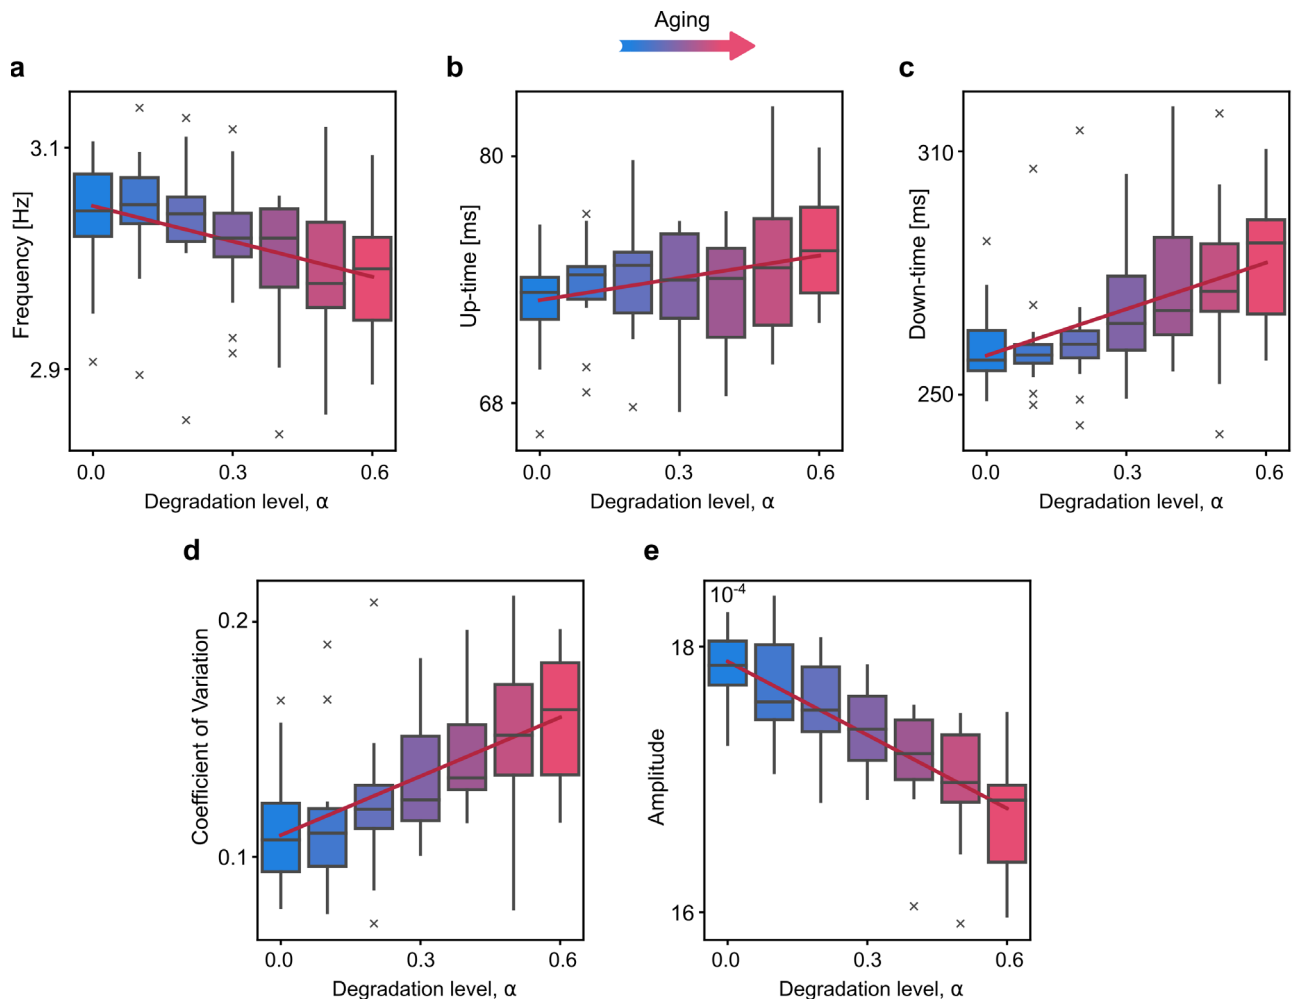 Aging
a
b
c
Frequency [Hz]
3.1
2.9
0.0 0.3 0.6
Degradation level, α
Up-time [ms]
80
68
0.0 0.3 0.6
Degradation level, α
Down-time [ms]
310
250
0.0 0.3 0.6
Degradation level, α
d
e
Coefficient of Variation
0.2
0.1
0.0 0.3 0.6
Degradation level, α
Amplitude
10⁻⁴
18
16
0.0 0.3 0.6
Degradation level, α